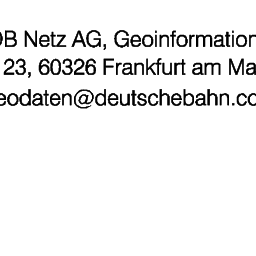 DB Netz AG, Geoinformation
23, 60326 Frankfurt am Ma
eodaten@deutschebahn.co